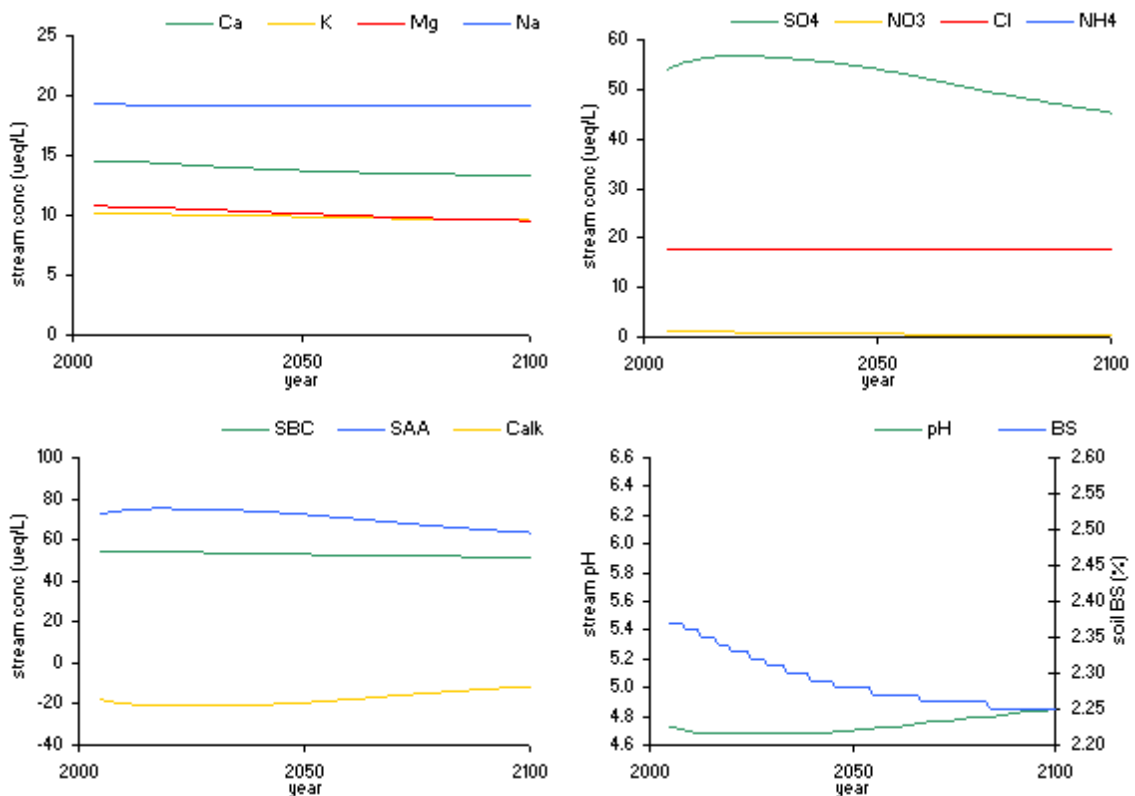 Ca K Mg Na
25
20
15
10
5
0
stream conc (ueq/L)
2000 2050 2100
year
SO4 NO3 Cl NH4
60
50
40
30
20
10
0
stream conc (ueq/L)
2000 2050 2100
year
SBC SAA Calk
100
80
60
40
20
0
-20
-40
stream conc (ueq/L)
2000 2050 2100
year
pH BS
6.6
6.4
6.2
6.0
5.8
5.6
5.4
5.2
5.0
4.8
4.6
stream pH
2.60
2.55
2.50
2.45
2.40
2.35
2.30
2.25
2.20
soil BS (%)
2000 2050 2100
year